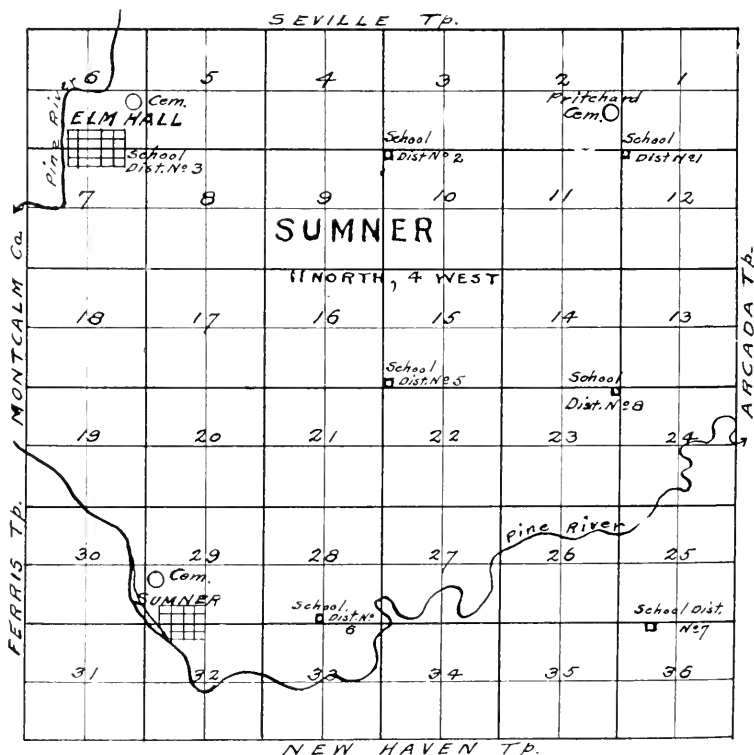 SEVILLE Tp.
6 5 4 3 2 1
Pine River
Cem.
ELM HALL
School
Dist. No 3
Pritchard
Cem.
School
Dist No 2
School
Dist No 1
7 8 9 10 11 12
SUMNER
11 NORTH, 4 WEST
18 17 16 15 14 13
School
Dist. No 5
School
Dist. No 8
19 20 21 22 23 24
Pine River
30 29 28 27 26 25
Cem.
SUMNER
School.
Dist. No
6
School Dist.
No 7
31 32 33 34 35 36
FERRIS Tp. MONTCALM Co.
ARCADA Tp.
NEW HAVEN Tp.